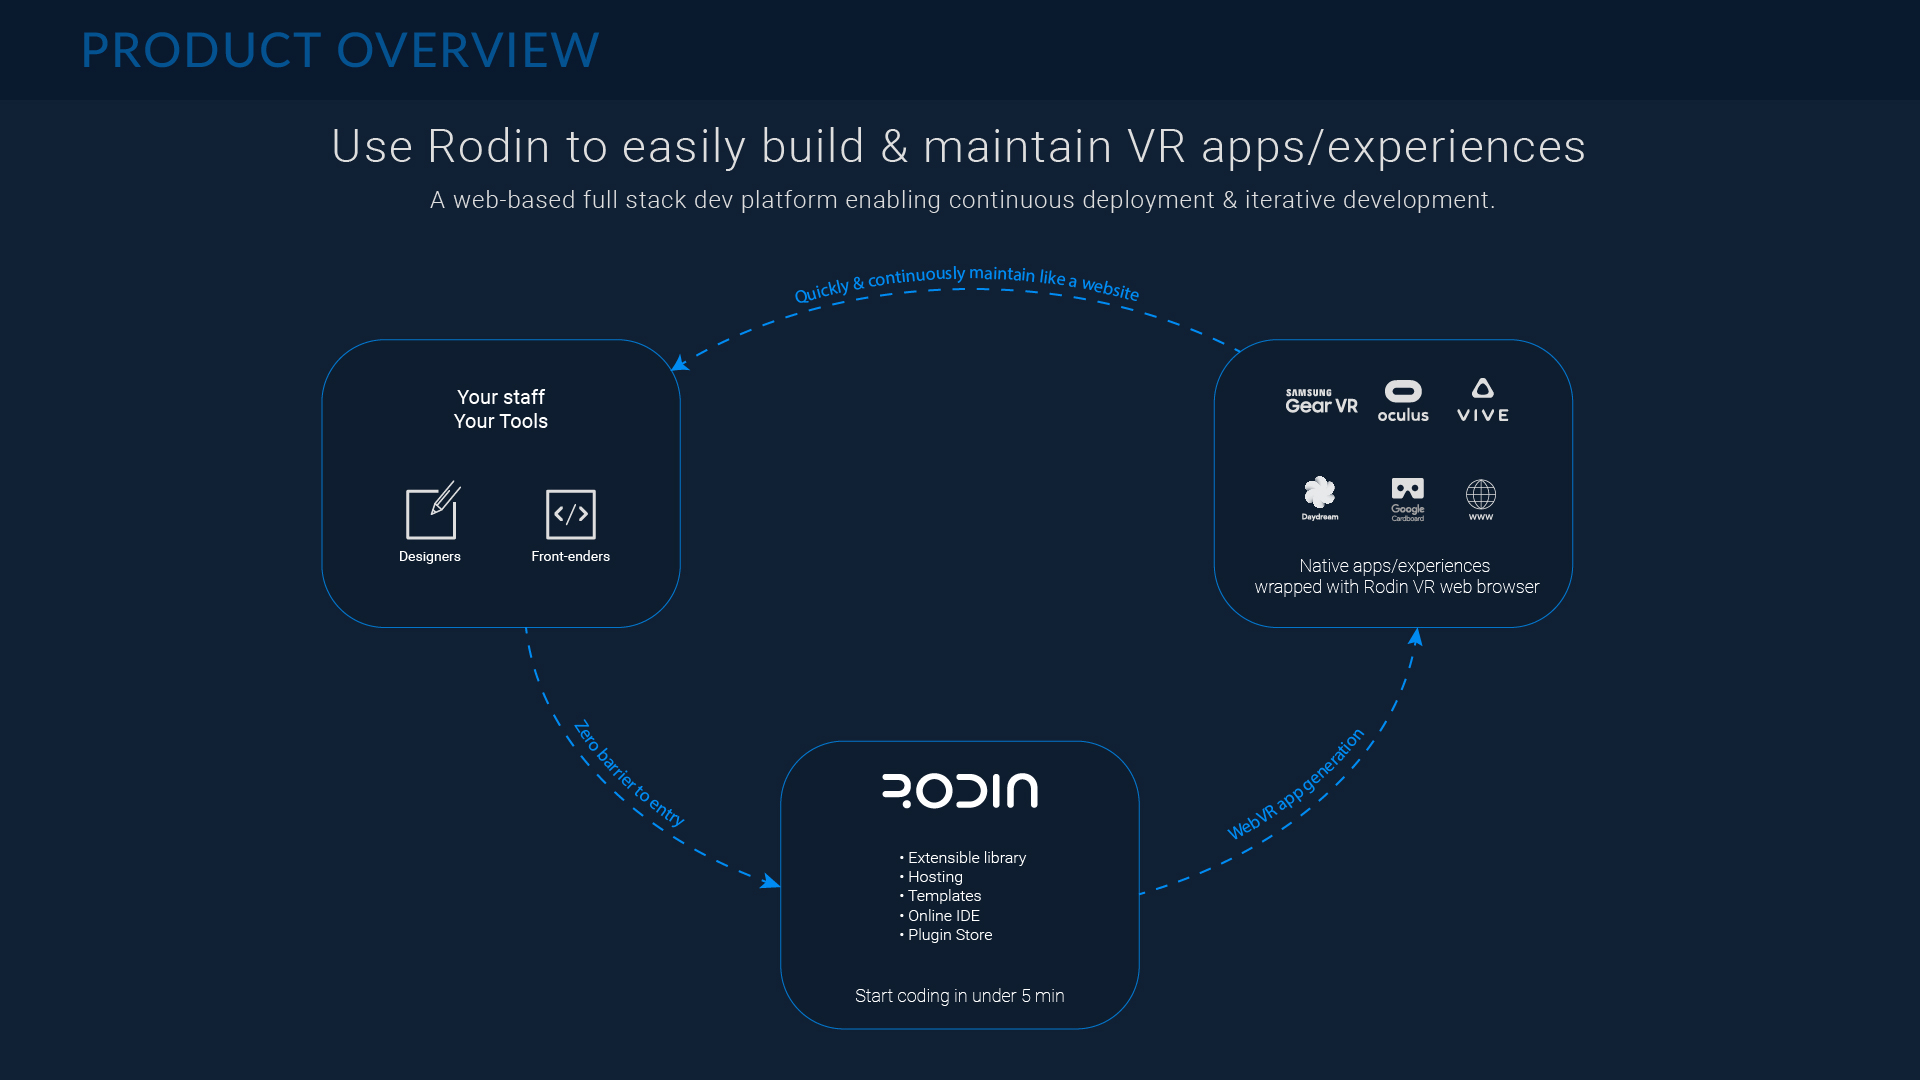 PRODUCT OVERVIEW
Use Rodin to easily build & maintain VR apps/experiences
A web-based full stack dev platform enabling continuous deployment & iterative development.
Quickly & continuously maintain like a website
Your staff
Your Tools
Designers
Front-enders
SAMSUNG
Gear VR
oculus
VIVE
Daydream
Google
Cardboard
www
Native apps/experiences
wrapped with Rodin VR web browser
Zero barrier to entry
WebVR app generation
RODIN
• Extensible library
• Hosting
• Templates
• Online IDE
• Plugin Store
Start coding in under 5 min